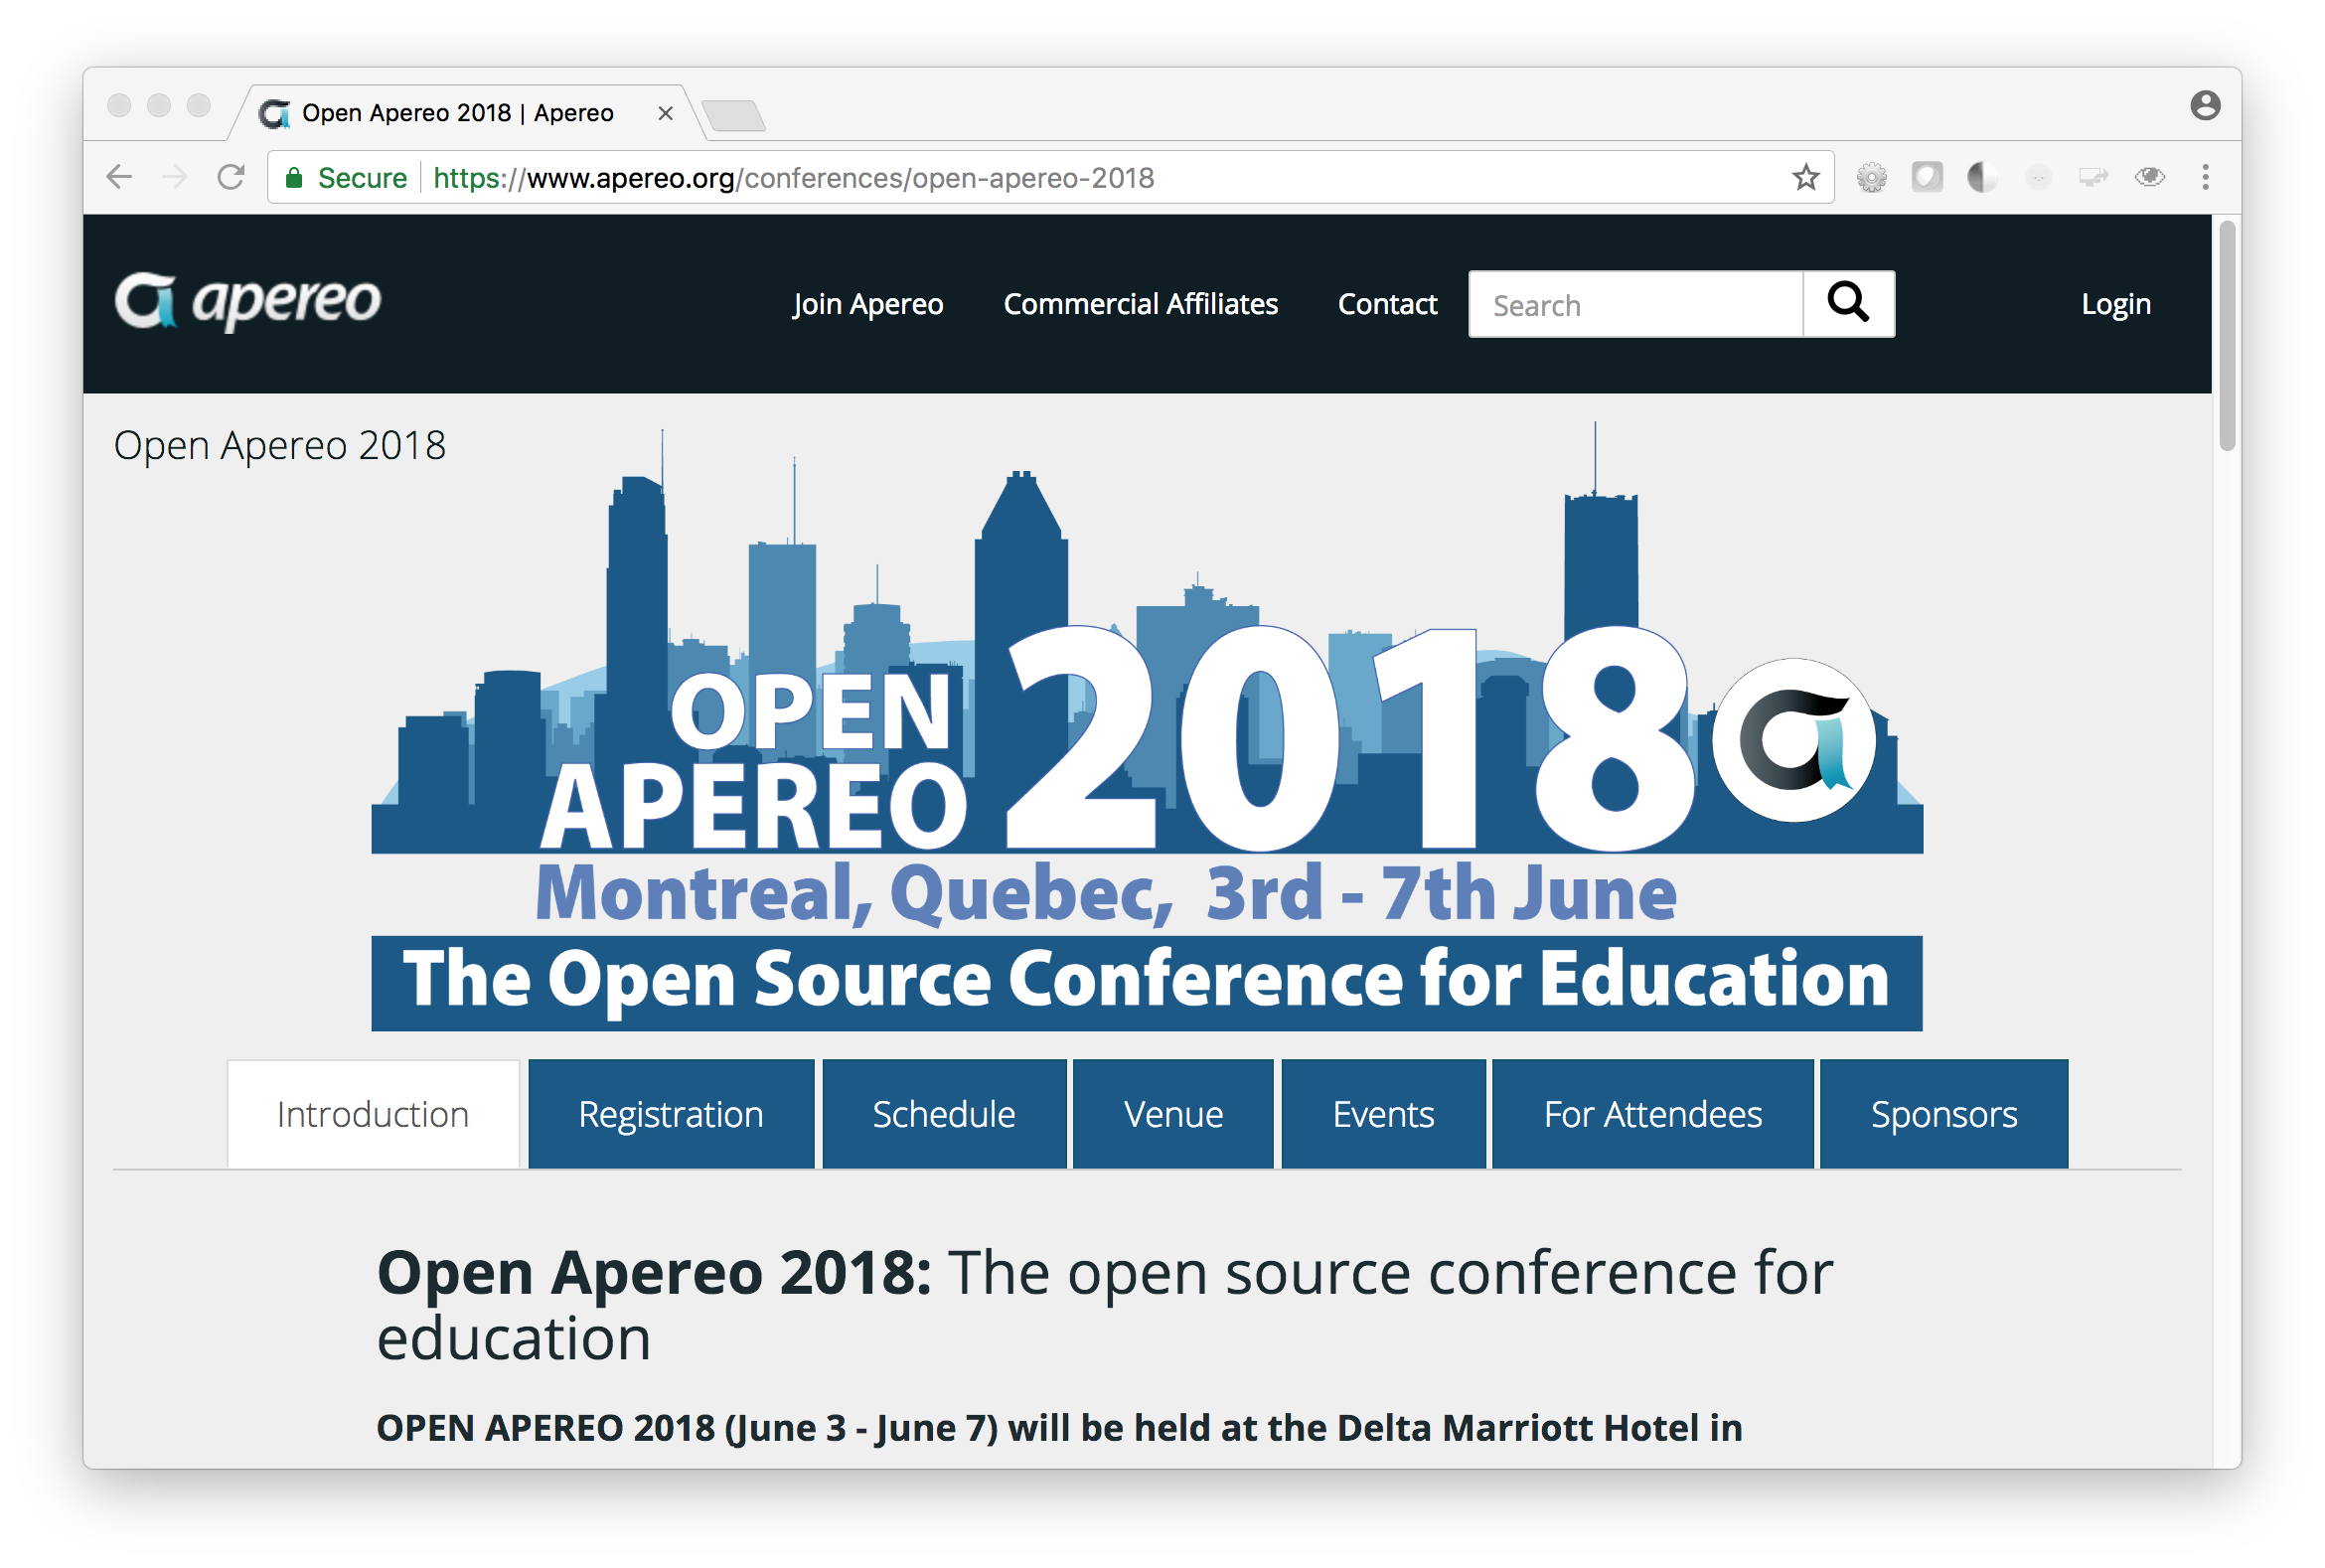 Open Apereo 2018 | Apereo
Secure https://www.apereo.org/conferences/open-apereo-2018
apereo
Join Apereo Commercial Affiliates Contact Search Login
Open Apereo 2018
OPEN
APEREO 2018
Montreal, Quebec, 3rd - 7th June
The Open Source Conference for Education
Introduction Registration Schedule Venue Events For Attendees Sponsors
Open Apereo 2018: The open source conference for
education
OPEN APEREO 2018 (June 3 - June 7) will be held at the Delta Marriott Hotel in